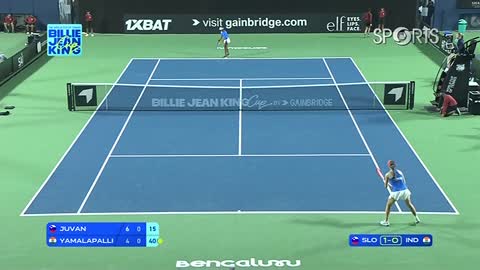 BILLIE JEAN KING
1XBAT
visit gainbridge.com
elf EYES. LIPS. FACE.
SPORTS
BILLIE JEAN KING Cup BY GAINBRIDGE
JUVAN 6 0 15
YAMALAPALLI 4 0 40
SLO 1-0 IND
Bengaluru